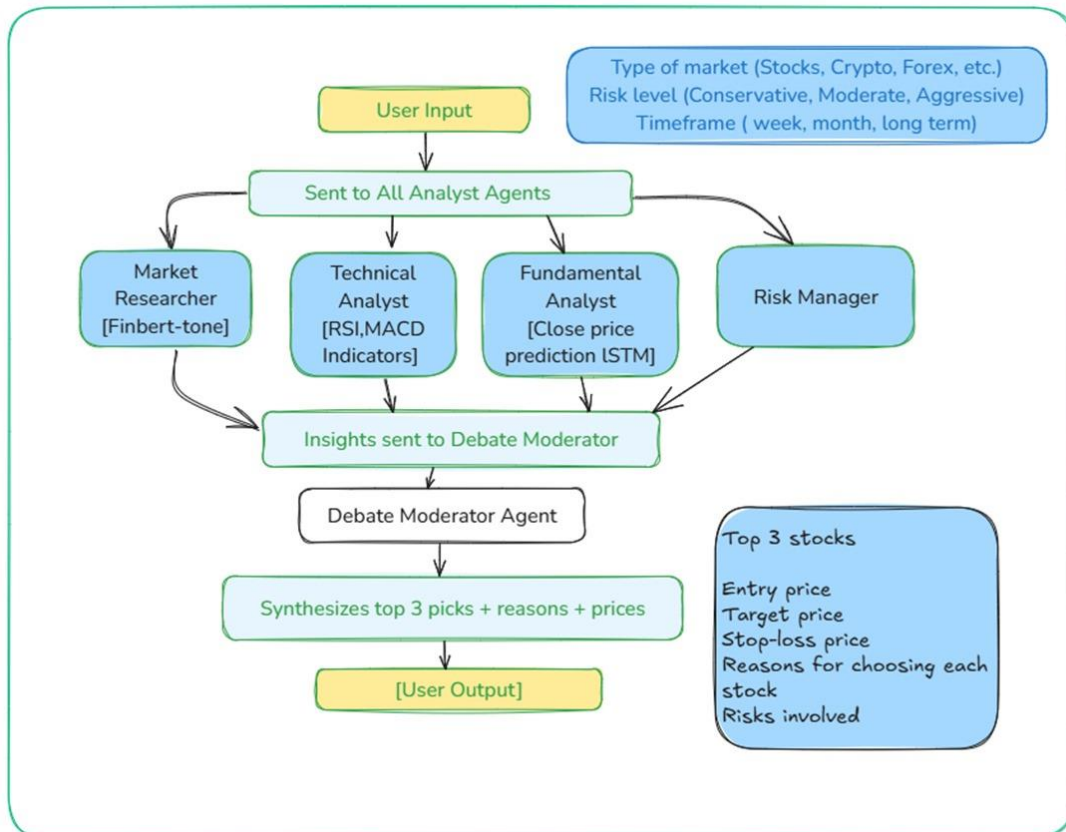 Type of market (Stocks, Crypto, Forex, etc.)
Risk level (Conservative, Moderate, Aggressive)
Timeframe ( week, month, long term)
User Input
Sent to All Analyst Agents
Market
Researcher
[Finbert-tone]
Technical
Analyst
[RSI,MACD
Indicators]
Fundamental
Analyst
[Close price
prediction lSTM]
Risk Manager
Insights sent to Debate Moderator
Debate Moderator Agent
Synthesizes top 3 picks + reasons + prices
[User Output]
Top 3 stocks
Entry price
Target price
Stop-loss price
Reasons for choosing each
stock
Risks involved